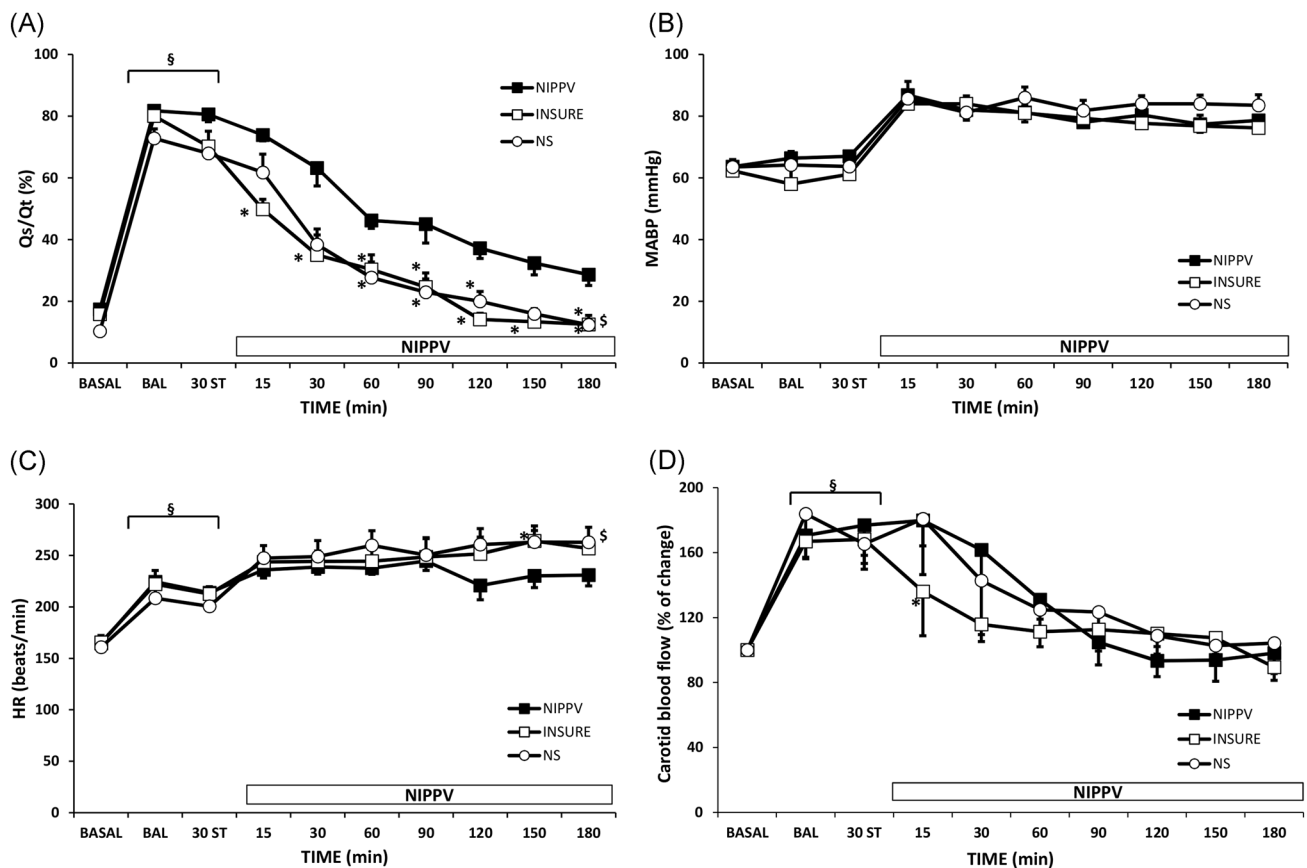 (A)
100
80
60
40
20
0
Qs/Qt (%)
§
NIPPV
INSURE
NS
* * * * * * * * * * * $
NIPPV
BASAL BAL 30 ST 15 30 60 90 120 150 180
TIME (min)
(B)
100
80
60
40
20
0
MABP (mmHg)
NIPPV
INSURE
NS
NIPPV
BASAL BAL 30 ST 15 30 60 90 120 150 180
TIME (min)
(C)
300
250
200
150
100
50
0
HR (beats/min)
§
* $
NIPPV
INSURE
NS
NIPPV
BASAL BAL 30 ST 15 30 60 90 120 150 180
TIME (min)
(D)
200
160
120
80
40
0
Carotid blood flow (% of change)
§
*
NIPPV
INSURE
NS
NIPPV
BASAL BAL 30 ST 15 30 60 90 120 150 180
TIME (min)